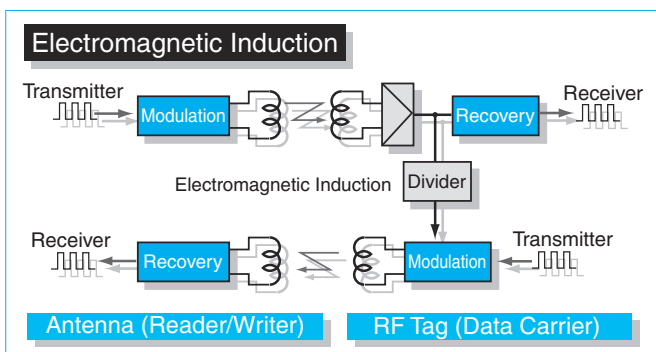 Electromagnetic Induction
Transmitter
Receiver
Modulation
Recovery
Electromagnetic Induction
Divider
Receiver
Transmitter
Recovery
Modulation
Antenna (Reader/Writer)
RF Tag (Data Carrier)